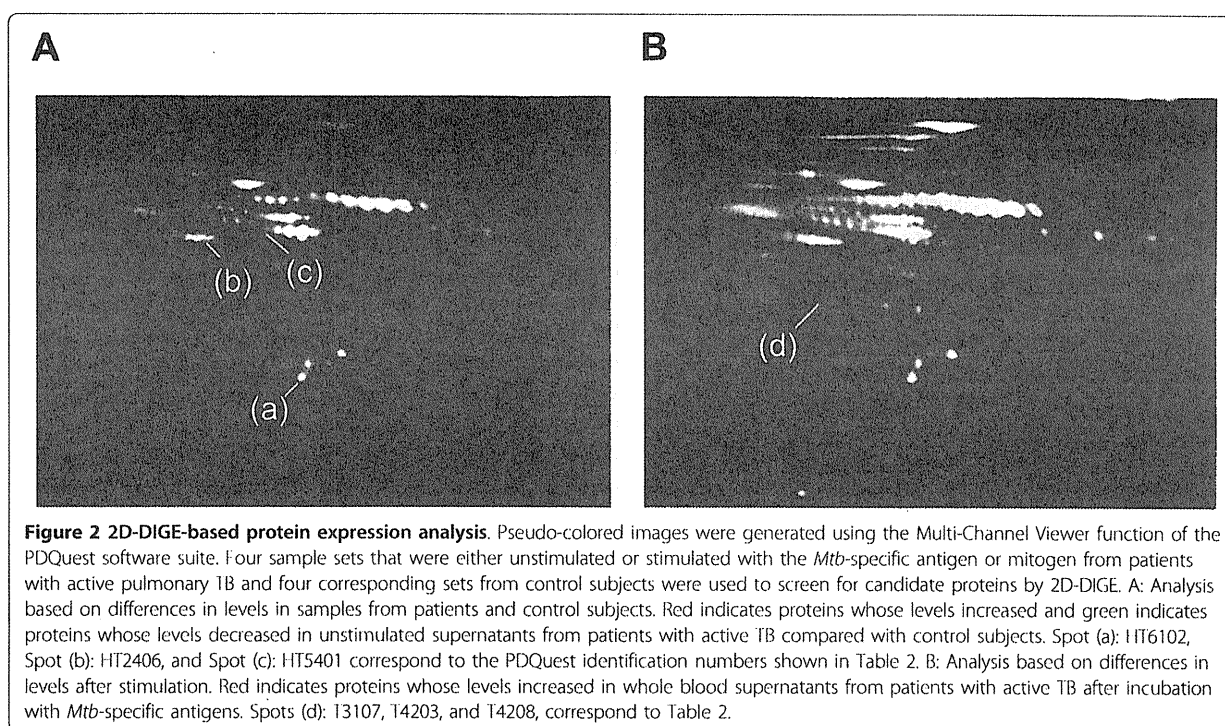 A
B
(b)
(c)
(a)
(d)
Figure 2 2D-DIGE-based protein expression analysis. Pseudo-colored images were generated using the Multi-Channel Viewer function of the
PDQuest software suite. Four sample sets that were either unstimulated or stimulated with the Mtb-specific antigen or mitogen from patients
with active pulmonary TB and four corresponding sets from control subjects were used to screen for candidate proteins by 2D-DIGE. A: Analysis
based on differences in levels in samples from patients and control subjects. Red indicates proteins whose levels increased and green indicates
proteins whose levels decreased in unstimulated supernatants from patients with active TB compared with control subjects. Spot (a): HT6102,
Spot (b): HT2406, and Spot (c): HT5401 correspond to the PDQuest identification numbers shown in Table 2. B: Analysis based on differences in
levels after stimulation. Red indicates proteins whose levels increased in whole blood supernatants from patients with active TB after incubation
with Mtb-specific antigens. Spots (d): T3107, T4203, and T4208, correspond to Table 2.